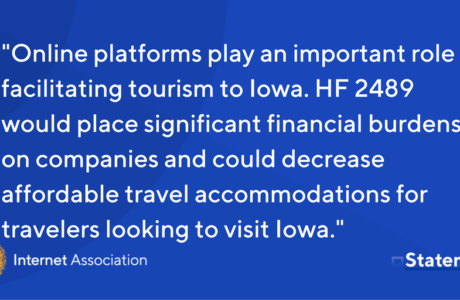 "Online platforms play an important role
facilitating tourism to Iowa. HF 2489
would place significant financial burdens
on companies and could decrease
affordable travel accommodations for
travelers looking to visit Iowa."
Internet Association